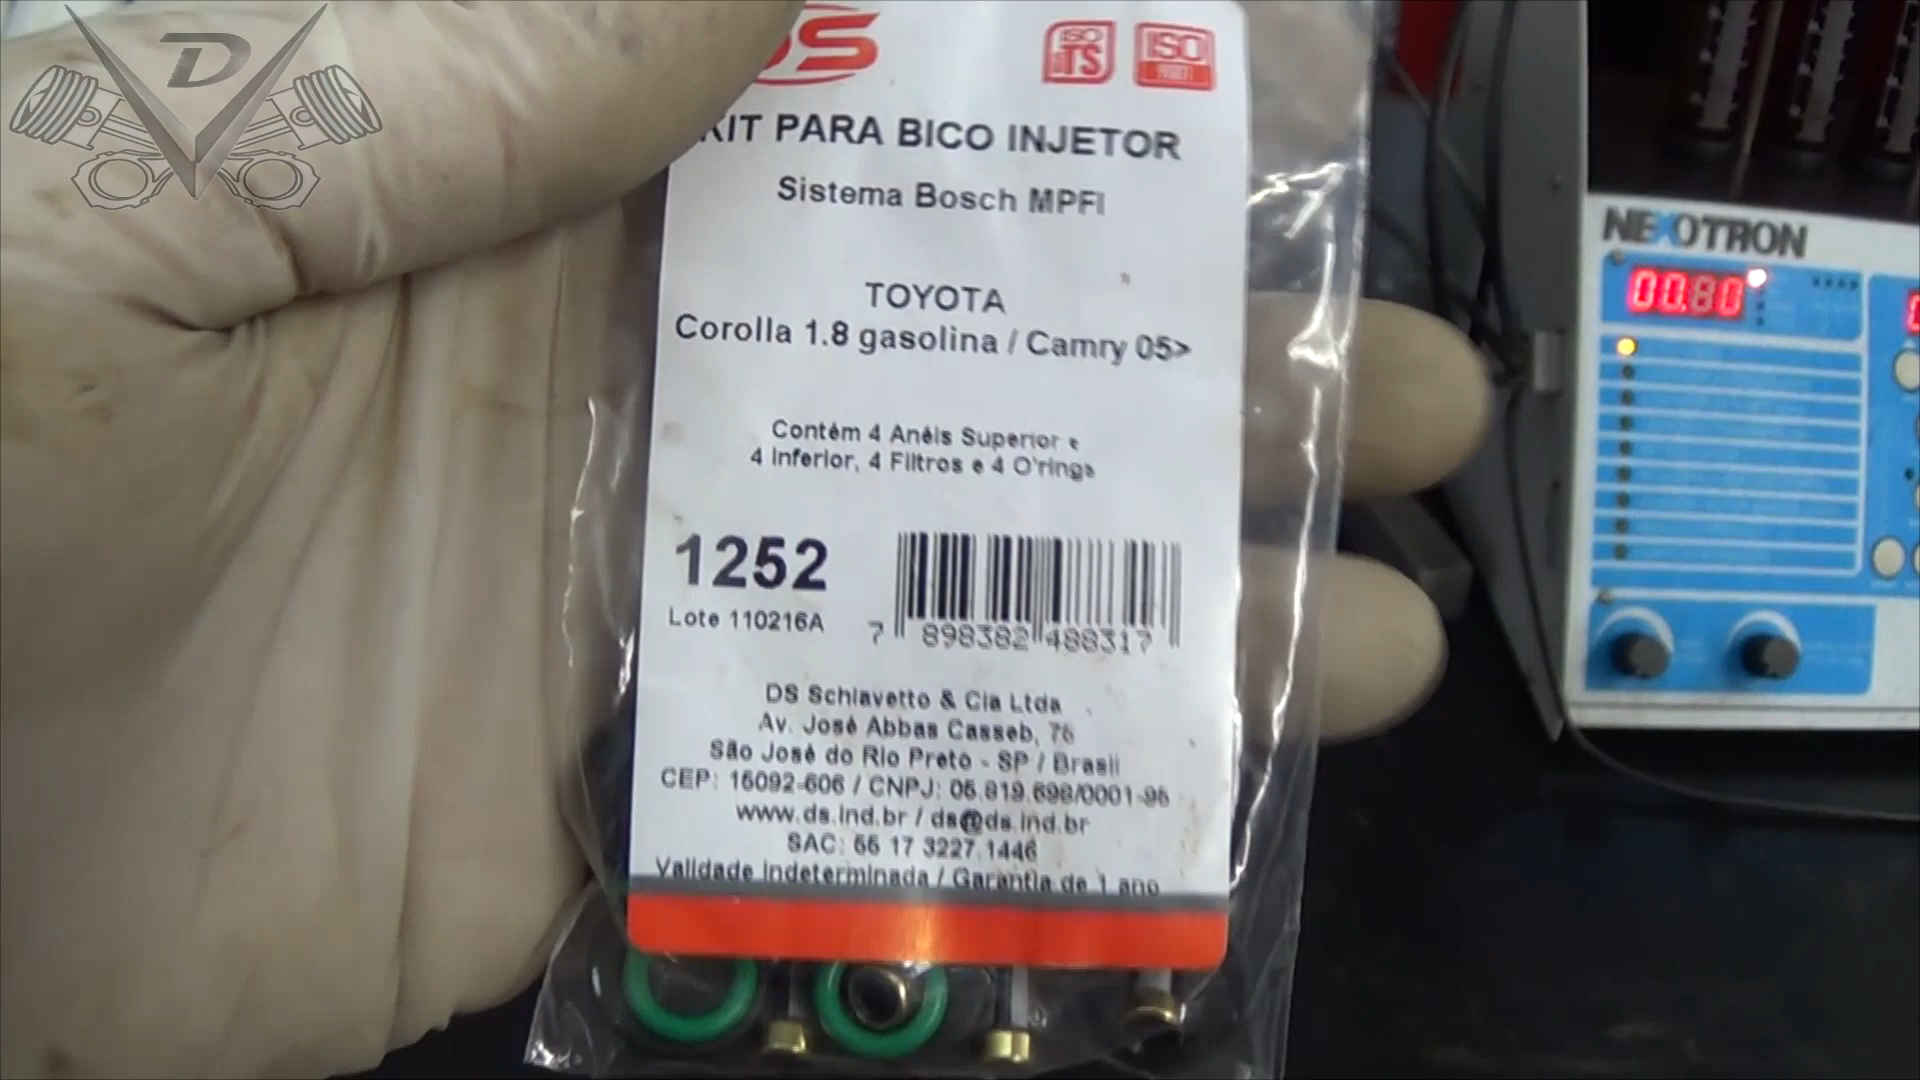 D
DS
ISO
TS
ISO
9001
KIT PARA BICO INJETOR
Sistema Bosch MPFI
TOYOTA
Corolla 1.8 gasolina / Camry 05>
Contém 4 Anéis Superior e
4 Inferior, 4 Filtros e 4 O'rings
1252
Lote 110216A
7 898382 488317
DS Schiavetto & Cia Ltda
Av. José Abbas Casseb, 75
São José do Rio Preto - SP / Brasil
CEP: 15092-606 / CNPJ: 05.819.698/0001-95
www.ds.ind.br / ds@ds.ind.br
SAC: 55 17 3227.1446
Validade Indeterminada / Garantia de 1 ano
NEXOTRON
00.80